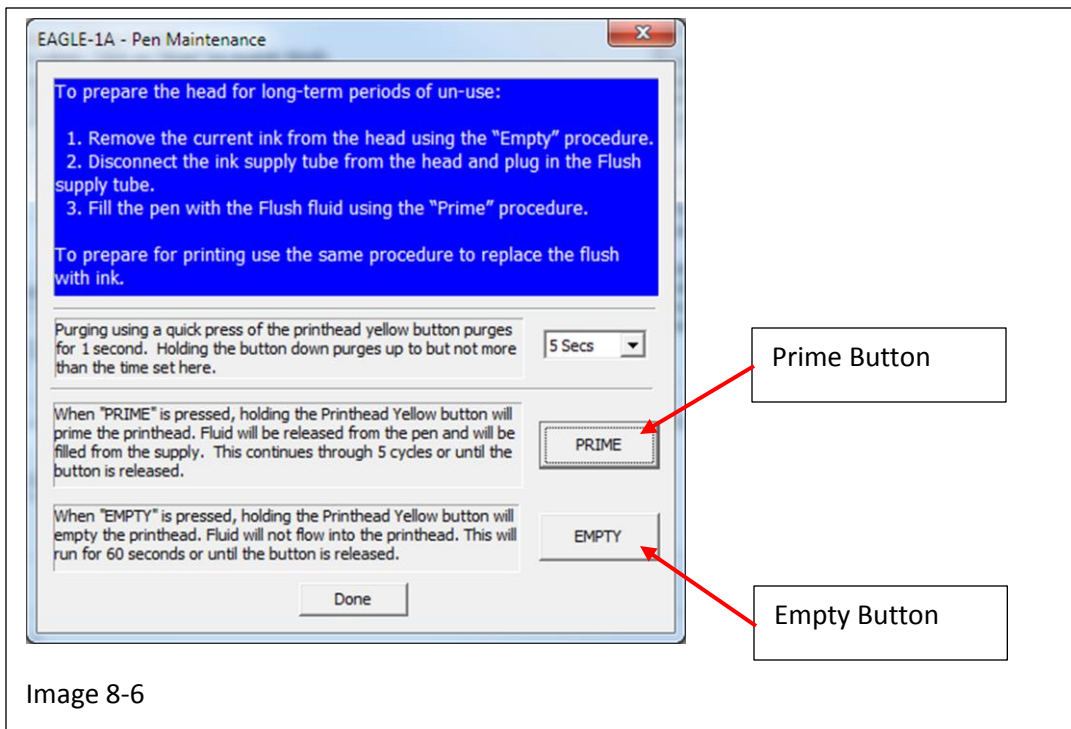 EAGLE-1A - Pen Maintenance
To prepare the head for long-term periods of un-use:
1. Remove the current ink from the head using the "Empty" procedure.
2. Disconnect the ink supply tube from the head and plug in the Flush
supply tube.
3. Fill the pen with the Flush fluid using the "Prime" procedure.
To prepare for printing use the same procedure to replace the flush
with ink.
Purging using a quick press of the printhead yellow button purges
for 1 second. Holding the button down purges up to but not more
than the time set here.
5 Secs
Prime Button
When "PRIME" is pressed, holding the Printhead Yellow button will
prime the printhead. Fluid will be released from the pen and will be
filled from the supply. This continues through 5 cycles or until the
button is released.
PRIME
When "EMPTY" is pressed, holding the Printhead Yellow button will
empty the printhead. Fluid will not flow into the printhead. This will
run for 60 seconds or until the button is released.
EMPTY
Done
Empty Button
Image 8-6